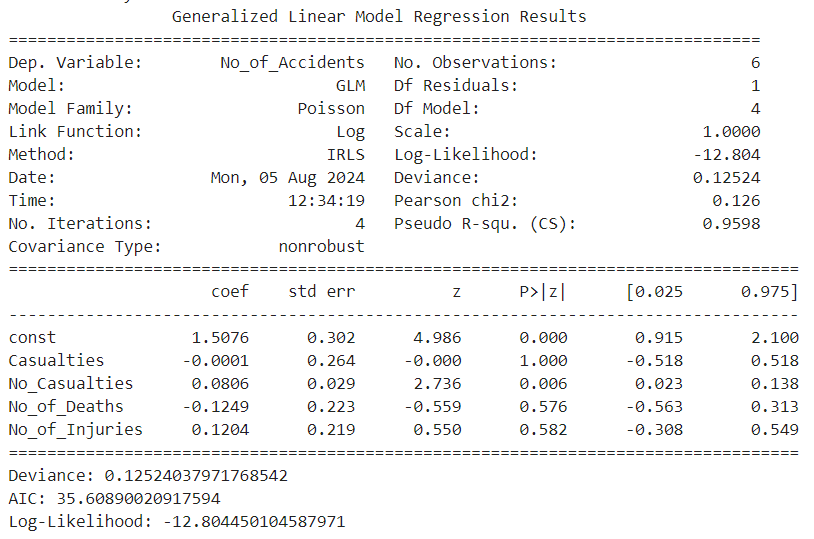 Generalized Linear Model Regression Results
==============================================================================
Dep. Variable: No_of_Accidents No. Observations: 6
Model: GLM Df Residuals: 1
Model Family: Poisson Df Model: 4
Link Function: Log Scale: 1.0000
Method: IRLS Log-Likelihood: -12.804
Date: Mon, 05 Aug 2024 Deviance: 0.12524
Time: 12:34:19 Pearson chi2: 0.126
No. Iterations: 4 Pseudo R-squ. (CS): 0.9598
Covariance Type: nonrobust
==================================================================================
coef std err z P>|z| [0.025 0.975]
----------------------------------------------------------------------------------
const 1.5076 0.302 4.986 0.000 0.915 2.100
Casualties -0.0001 0.264 -0.000 1.000 -0.518 0.518
No_Casualties 0.0806 0.029 2.736 0.006 0.023 0.138
No_of_Deaths -0.1249 0.223 -0.559 0.576 -0.563 0.313
No_of_Injuries 0.1204 0.219 0.550 0.582 -0.308 0.549
==================================================================================
Deviance: 0.12524037971768542
AIC: 35.60890020917594
Log-Likelihood: -12.804450104587971